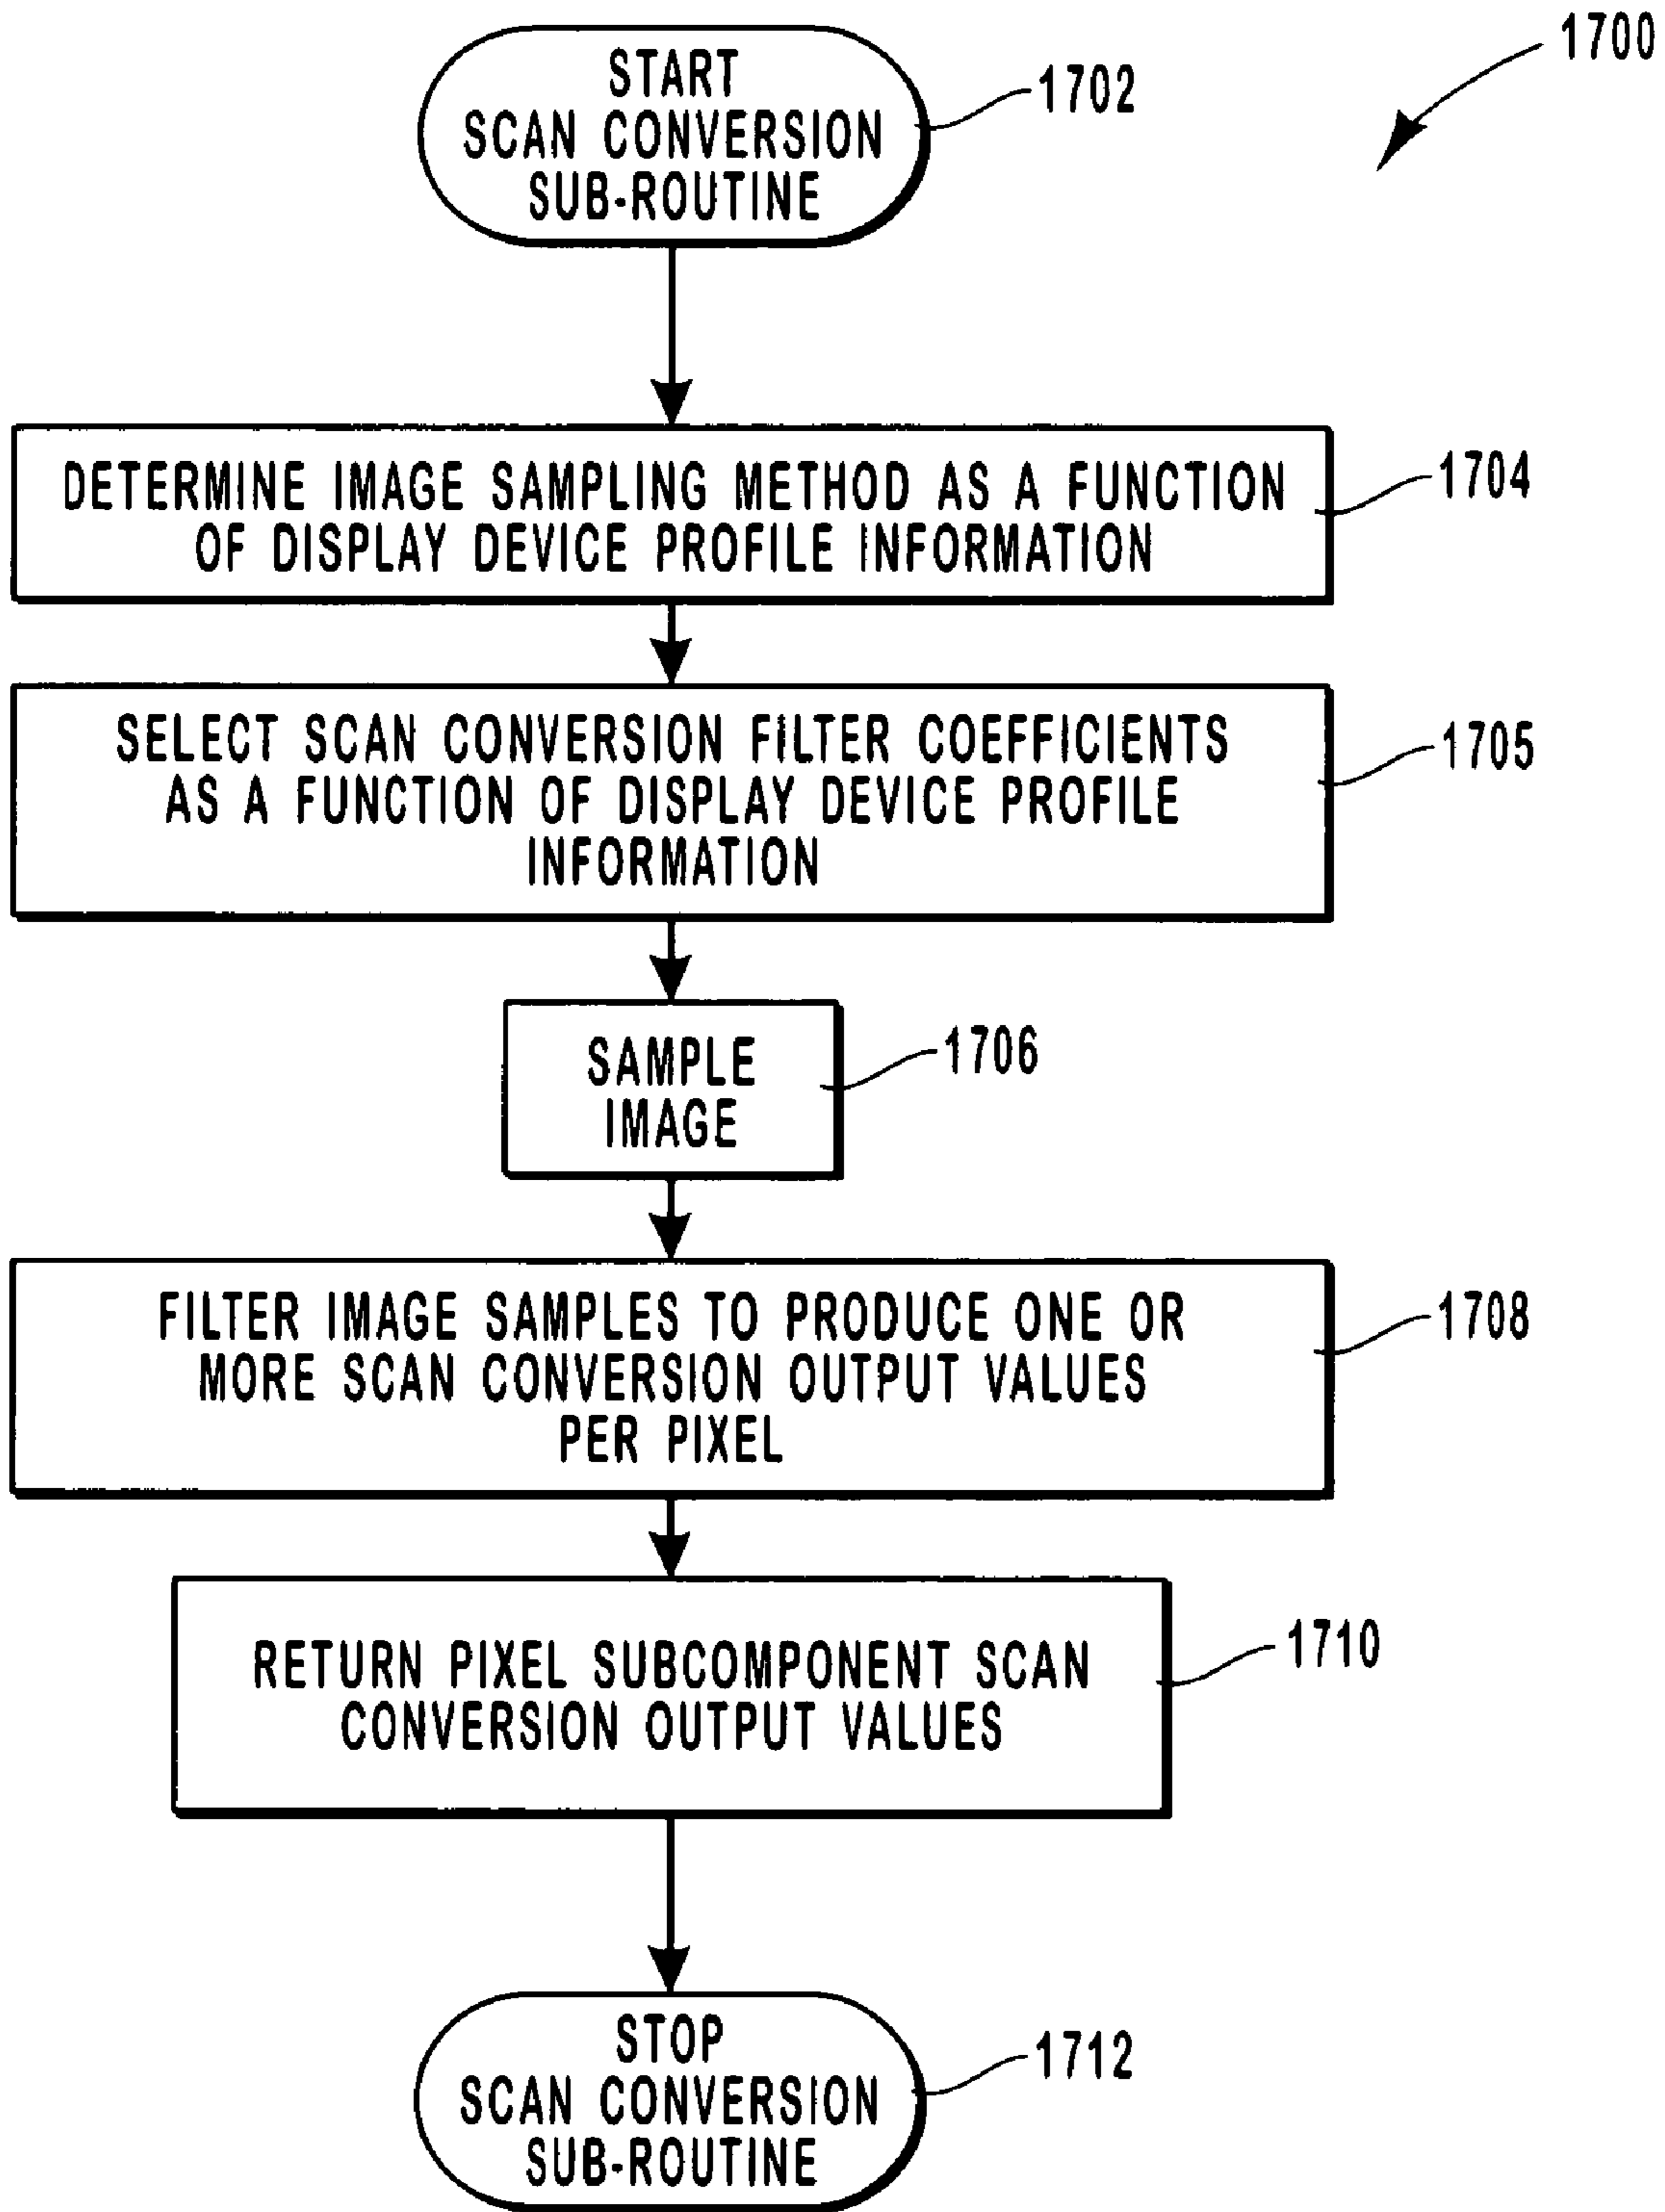 1700
START
SCAN CONVERSION
SUB-ROUTINE
1702
DETERMINE IMAGE SAMPLING METHOD AS A FUNCTION
OF DISPLAY DEVICE PROFILE INFORMATION
1704
SELECT SCAN CONVERSION FILTER COEFFICIENTS
AS A FUNCTION OF DISPLAY DEVICE PROFILE
INFORMATION
1705
SAMPLE
IMAGE
1706
FILTER IMAGE SAMPLES TO PRODUCE ONE OR
MORE SCAN CONVERSION OUTPUT VALUES
PER PIXEL
1708
RETURN PIXEL SUBCOMPONENT SCAN
CONVERSION OUTPUT VALUES
1710
STOP
SCAN CONVERSION
SUB-ROUTINE
1712